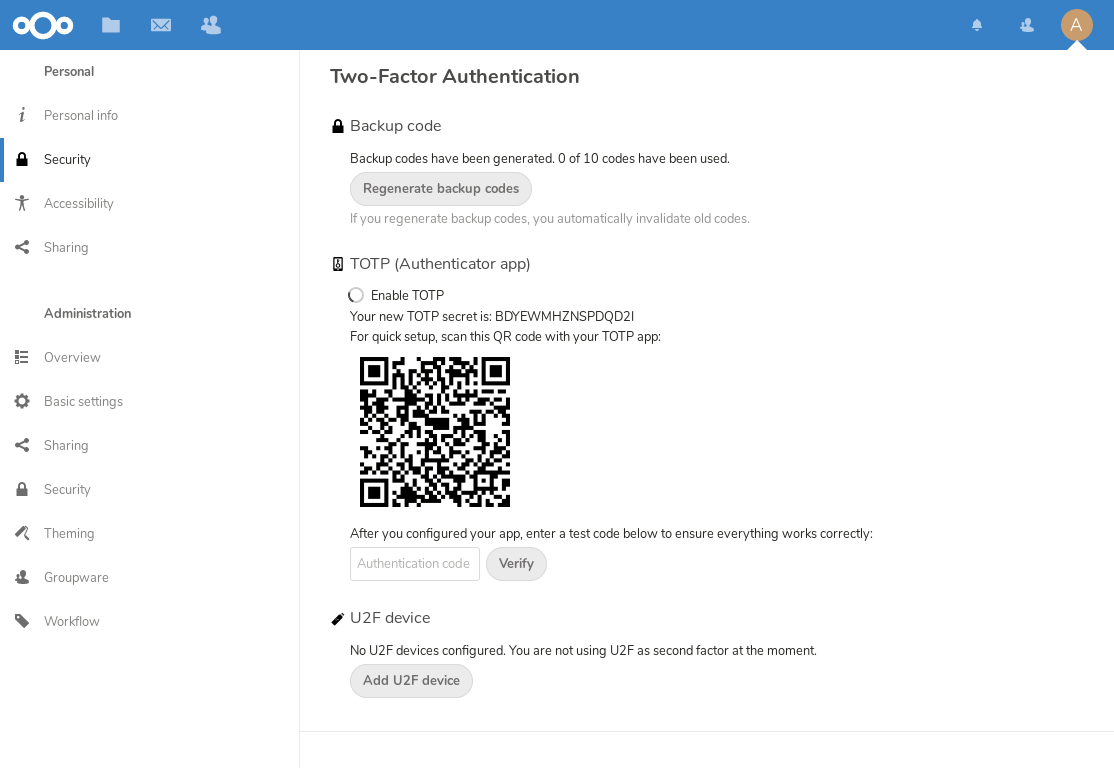 A
Personal
Personal info
Security
Accessibility
Sharing
Administration
Overview
Basic settings
Sharing
Security
Theming
Groupware
Workflow
Two-Factor Authentication
Backup code
Backup codes have been generated. 0 of 10 codes have been used.
Regenerate backup codes
If you regenerate backup codes, you automatically invalidate old codes.
TOTP (Authenticator app)
Enable TOTP
Your new TOTP secret is: BDYEWMHZNSPDQD2I
For quick setup, scan this QR code with your TOTP app:
After you configured your app, enter a test code below to ensure everything works correctly:
Authentication code Verify
U2F device
No U2F devices configured. You are not using U2F as second factor at the moment.
Add U2F device